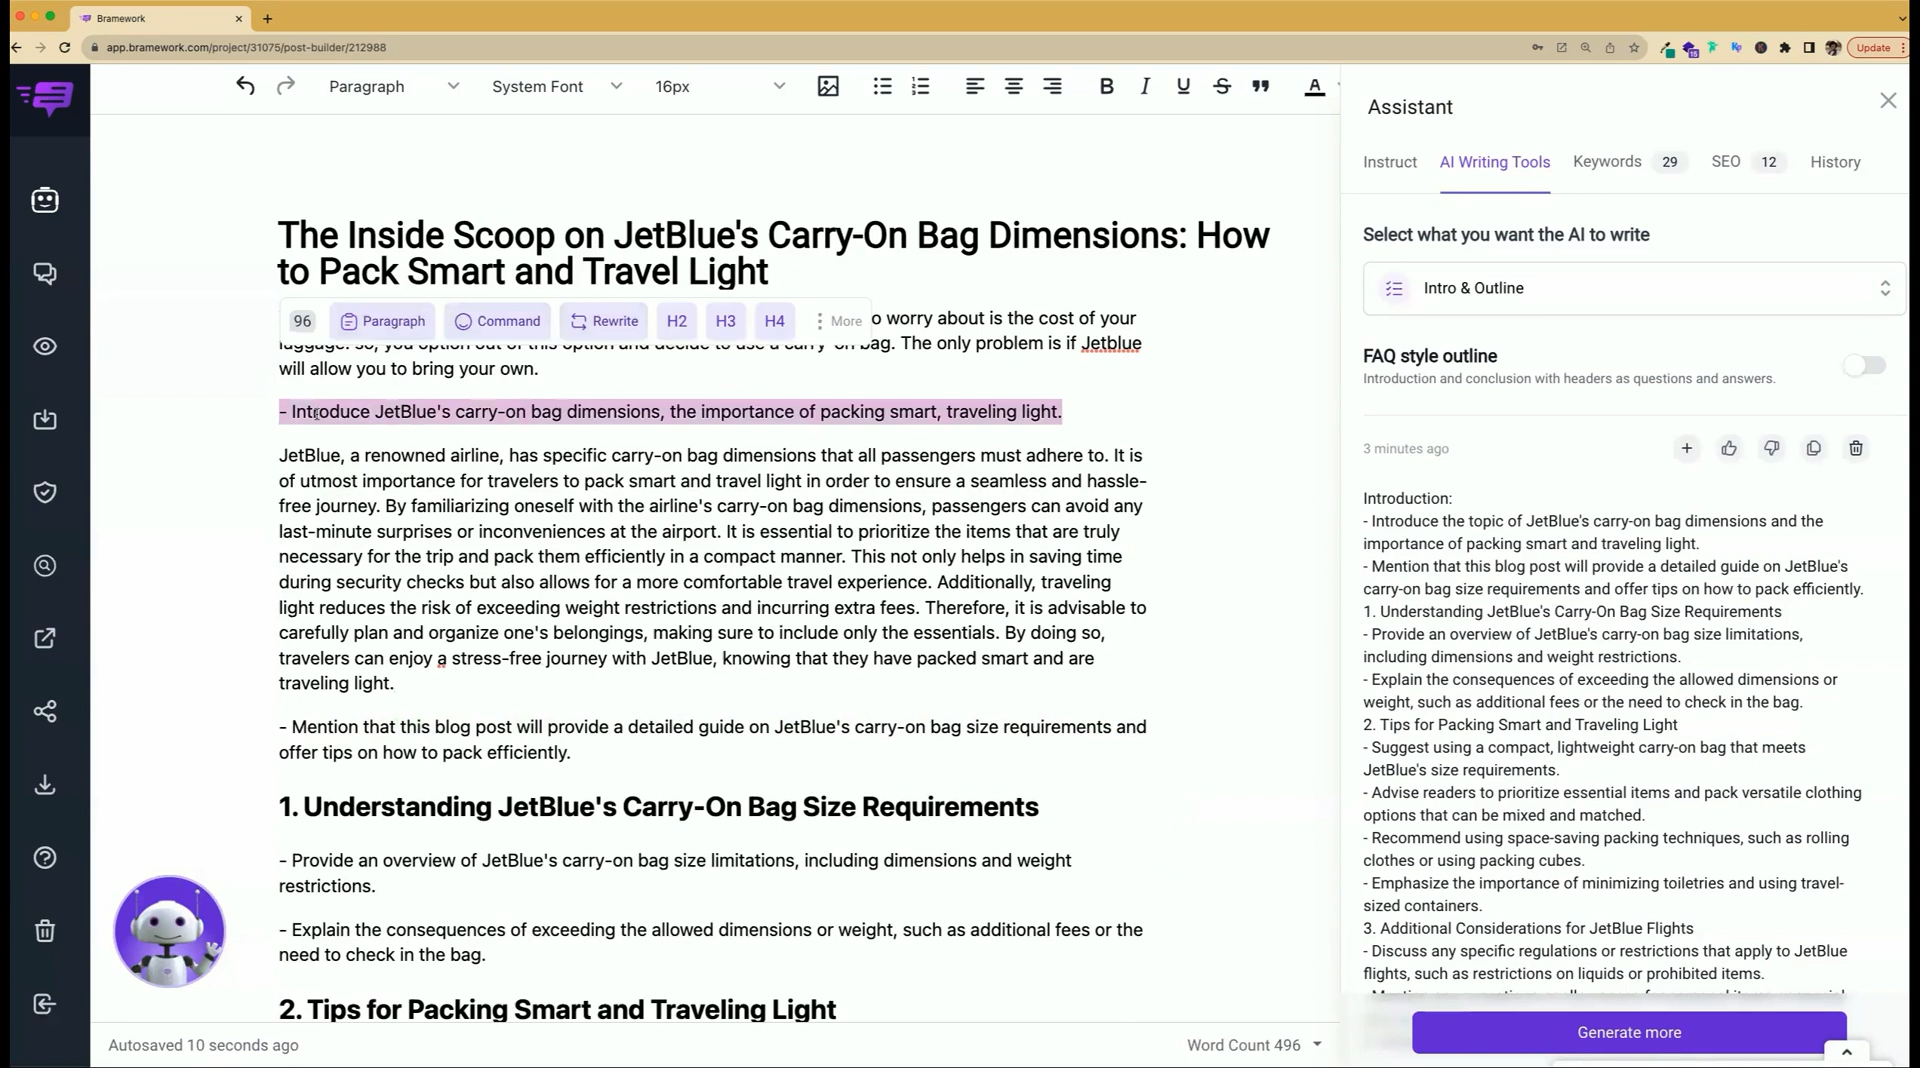 Bramework
app.bramework.com/project/31075/post-builder/212988
Update
Paragraph
System Font
16px
B I U S
A
The Inside Scoop on JetBlue's Carry-On Bag Dimensions: How
to Pack Smart and Travel Light
96 Paragraph Command Rewrite H2 H3 H4 More
o worry about is the cost of your
luggage. so, you option out of this option and decide to use a carry-on bag. The only problem is if Jetblue
will allow you to bring your own.
- Introduce JetBlue's carry-on bag dimensions, the importance of packing smart, traveling light.
JetBlue, a renowned airline, has specific carry-on bag dimensions that all passengers must adhere to. It is
of utmost importance for travelers to pack smart and travel light in order to ensure a seamless and hassle-
free journey. By familiarizing oneself with the airline's carry-on bag dimensions, passengers can avoid any
last-minute surprises or inconveniences at the airport. It is essential to prioritize the items that are truly
necessary for the trip and pack them efficiently in a compact manner. This not only helps in saving time
during security checks but also allows for a more comfortable travel experience. Additionally, traveling
light reduces the risk of exceeding weight restrictions and incurring extra fees. Therefore, it is advisable to
carefully plan and organize one's belongings, making sure to include only the essentials. By doing so,
travelers can enjoy a stress-free journey with JetBlue, knowing that they have packed smart and are
traveling light.
- Mention that this blog post will provide a detailed guide on JetBlue's carry-on bag size requirements and
offer tips on how to pack efficiently.
1. Understanding JetBlue's Carry-On Bag Size Requirements
- Provide an overview of JetBlue's carry-on bag size limitations, including dimensions and weight
restrictions.
- Explain the consequences of exceeding the allowed dimensions or weight, such as additional fees or the
need to check in the bag.
2. Tips for Packing Smart and Traveling Light
Autosaved 10 seconds ago
Word Count 496
Assistant
Instruct
AI Writing Tools
Keywords 29
SEO 12
History
Select what you want the AI to write
Intro & Outline
FAQ style outline
Introduction and conclusion with headers as questions and answers.
3 minutes ago
Introduction:
- Introduce the topic of JetBlue's carry-on bag dimensions and the
importance of packing smart and traveling light.
- Mention that this blog post will provide a detailed guide on JetBlue's
carry-on bag size requirements and offer tips on how to pack efficiently.
1. Understanding JetBlue's Carry-On Bag Size Requirements
- Provide an overview of JetBlue's carry-on bag size limitations,
including dimensions and weight restrictions.
- Explain the consequences of exceeding the allowed dimensions or
weight, such as additional fees or the need to check in the bag.
2. Tips for Packing Smart and Traveling Light
- Suggest using a compact, lightweight carry-on bag that meets
JetBlue's size requirements.
- Advise readers to prioritize essential items and pack versatile clothing
options that can be mixed and matched.
- Recommend using space-saving packing techniques, such as rolling
clothes or using packing cubes.
- Emphasize the importance of minimizing toiletries and using travel-
sized containers.
3. Additional Considerations for JetBlue Flights
- Discuss any specific regulations or restrictions that apply to JetBlue
flights, such as restrictions on liquids or prohibited items.
Generate more